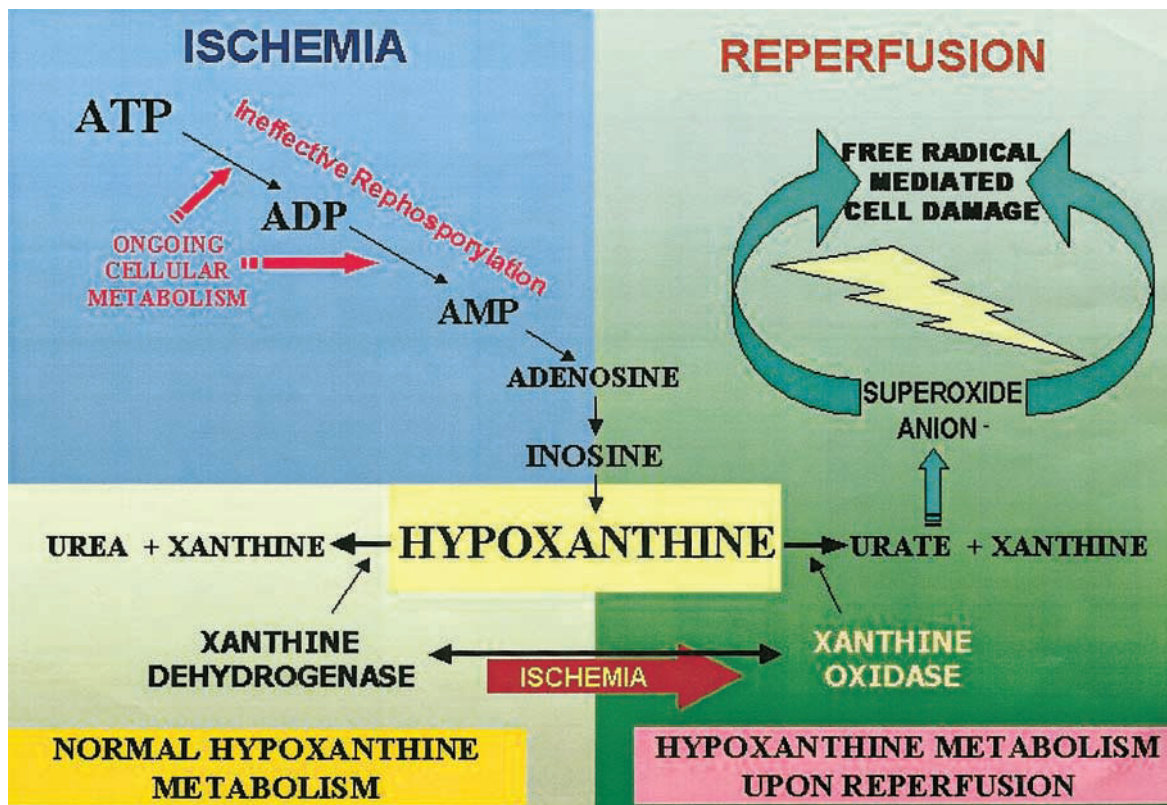 ISCHEMIA
REPERFUSION
ATP
Ineffective Rephosporylation
ADP
ONGOING
CELLULAR
METABOLISM
AMP
ADENOSINE
INOSINE
FREE RADICAL
MEDIATED
CELL DAMAGE
SUPEROXIDE
ANION -
UREA + XANTHINE
HYPOXANTHINE
URATE + XANTHINE
XANTHINE
DEHYDROGENASE
ISCHEMIA
XANTHINE
OXIDASE
NORMAL HYPOXANTHINE
METABOLISM
HYPOXANTHINE METABOLISM
UPON REPERFUSION